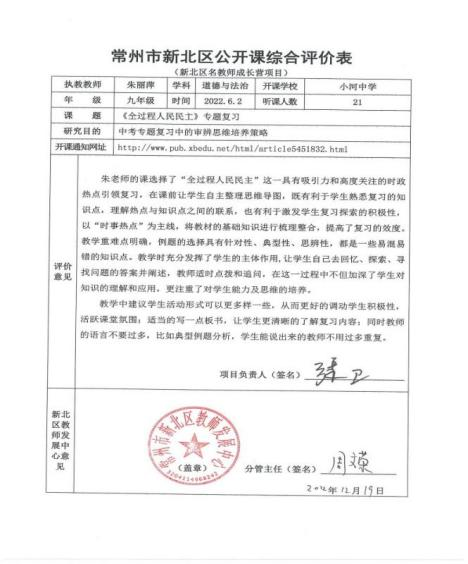 常州市新北区公开课综合评价表
（新北区名教师成长营项目）
执教教师 朱丽萍 学科 道德与法治 开课学校 小河中学
年 级 九年级 时间 2022.6.2 听课人数 21
课 题 《全过程人民民主》专题复习
研究目的 中考专题复习中的审辨思维培养策略
开课通知网址 http://www.pub.xbedu.net/html/article5451832.html
评价意见
朱老师的课选择了“全过程人民民主”这一具有吸引力和高度关注的时政
热点引领复习，在课前让学生自主整理思维导图，既有利于学生熟悉复习的知
识点，理解热点与知识点之间的联系，也有利于激发学生复习探索的积极性，
以“时事热点”为主线，将教材的基础知识进行梳理整合，提高了复习的效度。
教学重难点明确，例题的选择具有针对性、典型性、思辨性，都是一些易混易
错的知识点。教学时充分发挥了学生的主体作用，让学生自己去回忆、探索、寻
找问题的答案并阐述，教师适时点拨和追问，在这一过程中不但加深了学生对
知识的理解和应用，更注重了对学生能力及思维的培养。
教学中建议学生活动形式可以更多样一些，从而更好的调动学生积极性，
活跃课堂氛围；适当的写一点板书，让学生更清晰的了解复习内容；同时教师
的语言不要过多，比如典型例题分析，学生能说出来的教师不用过多重复。
项目负责人（签名）
新北区教师发展中心意见
常州市新北区教师发展中心
（盖章）
分管主任（签名）
2022年12月19日